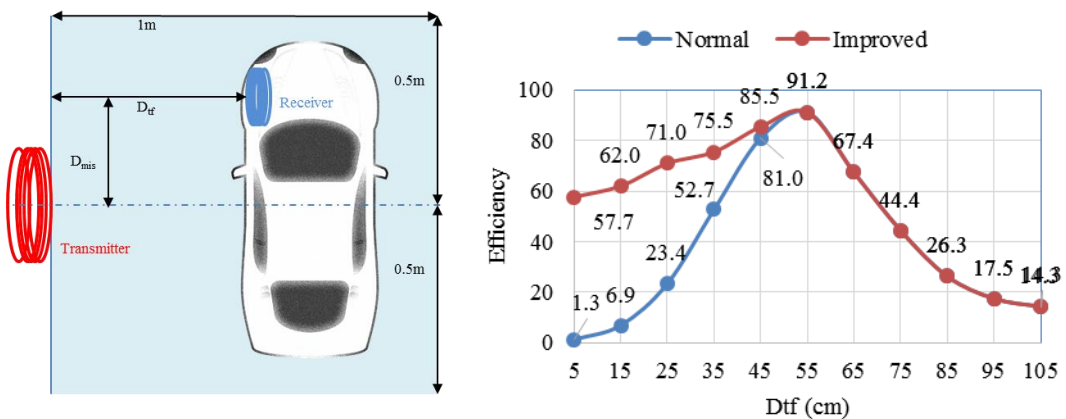 1m
0.5m
Dtf
Receiver
Dmis
Transmitter
0.5m
Normal
Improved
Efficiency
100
80
60
40
20
0
57.7
62.0
71.0
75.5
85.5
91.2
67.4
44.4
26.3
17.5
14.3
1.3
6.9
23.4
52.7
81.0
5 15 25 35 45 55 65 75 85 95 105
Dtf (cm)